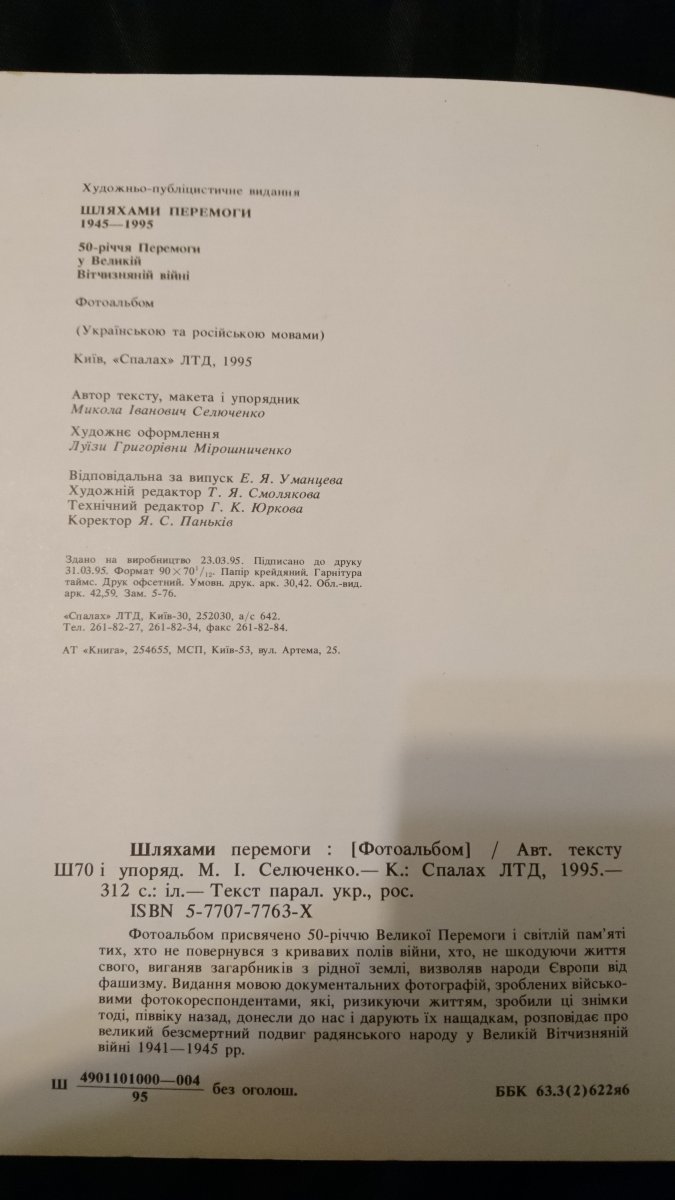 Художньо-публіцистичне видання
ШЛЯХАМИ ПЕРЕМОГИ
1945—1995
50-річчя Перемоги
у Великій
Вітчизняній війні
Фотоальбом
(Українською та російською мовами)
Київ, «Спалах» ЛТД, 1995
Автор тексту, макета і упорядник
Микола Іванович Селюченко
Художнє оформлення
Луїзи Григорівни Мірошниченко
Відповідальна за випуск Е. Я. Уманцева
Художній редактор Т. Я. Смолякова
Технічний редактор Г. К. Юркова
Коректор Я. С. Паньків
Здано на виробництво 23.03.95. Підписано до друку
31.03.95. Формат 90×70¹/₁₂. Папір крейдяний. Гарнітура
таймс. Друк офсетний. Умовн. друк. арк. 30,42. Обл.-вид.
арк. 42,59. Зам. 5-76.
«Спалах» ЛТД, Київ-30, 252030, а/с 642.
Тел. 261-82-27, 261-82-34, факс 261-82-84.
АТ «Книга», 254655, МСП, Київ-53, вул. Артема, 25.
Шляхами перемоги : [Фотоальбом] / Авт. тексту
Ш70 і упоряд. М. І. Селюченко.— К.: Спалах ЛТД, 1995.—
312 с.: іл.— Текст парал. укр., рос.
ISBN 5-7707-7763-X
Фотоальбом присвячено 50-річчю Великої Перемоги і світлій пам'яті
тих, хто не повернувся з кривавих полів війни, хто, не шкодуючи життя
свого, виганяв загарбників з рідної землі, визволяв народи Європи від
фашизму. Видання мовою документальних фотографій, зроблених військо-
вими фотокореспондентами, які, ризикуючи життям, зробили ці знімки
тоді, піввіку назад, донесли до нас і дарують їх нащадкам, розповідає про
великий безсмертний подвиг радянського народу у Великій Вітчизняній
війні 1941—1945 рр.
Ш 4901101000—004/95 без оголош.
ББК 63.3(2)622я6